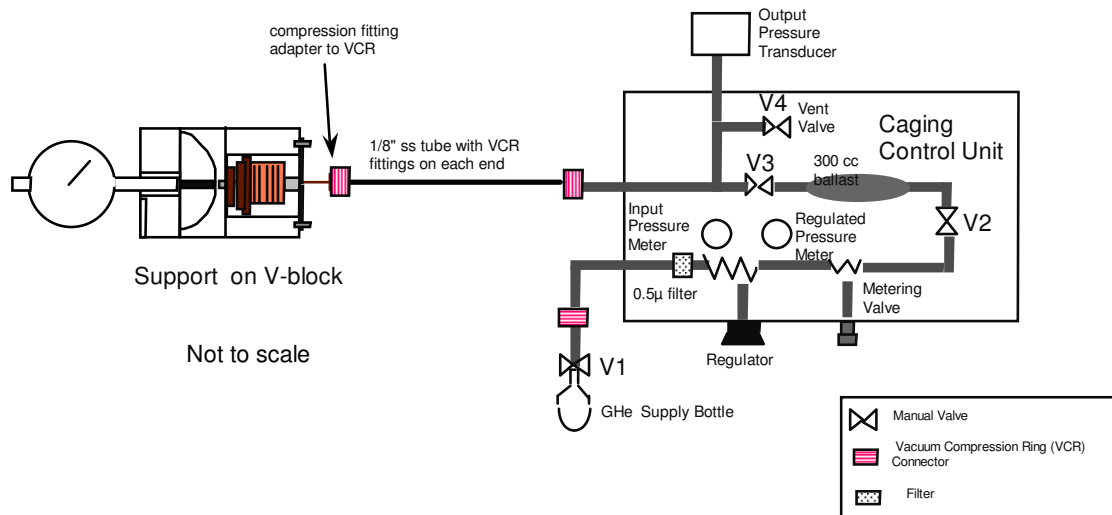 compression fitting
adapter to VCR
Output
Pressure
Transducer
V4
Vent
Valve
Caging
Control Unit
1/8" ss tube with VCR
fittings on each end
V3
300 cc
ballast
Input
Pressure
Meter
Regulated
Pressure
Meter
V2
Support on V-block
0.5µ filter
Metering
Valve
Not to scale
Regulator
V1
GHe Supply Bottle
Manual Valve
Vacuum Compression Ring (VCR)
Connector
Filter